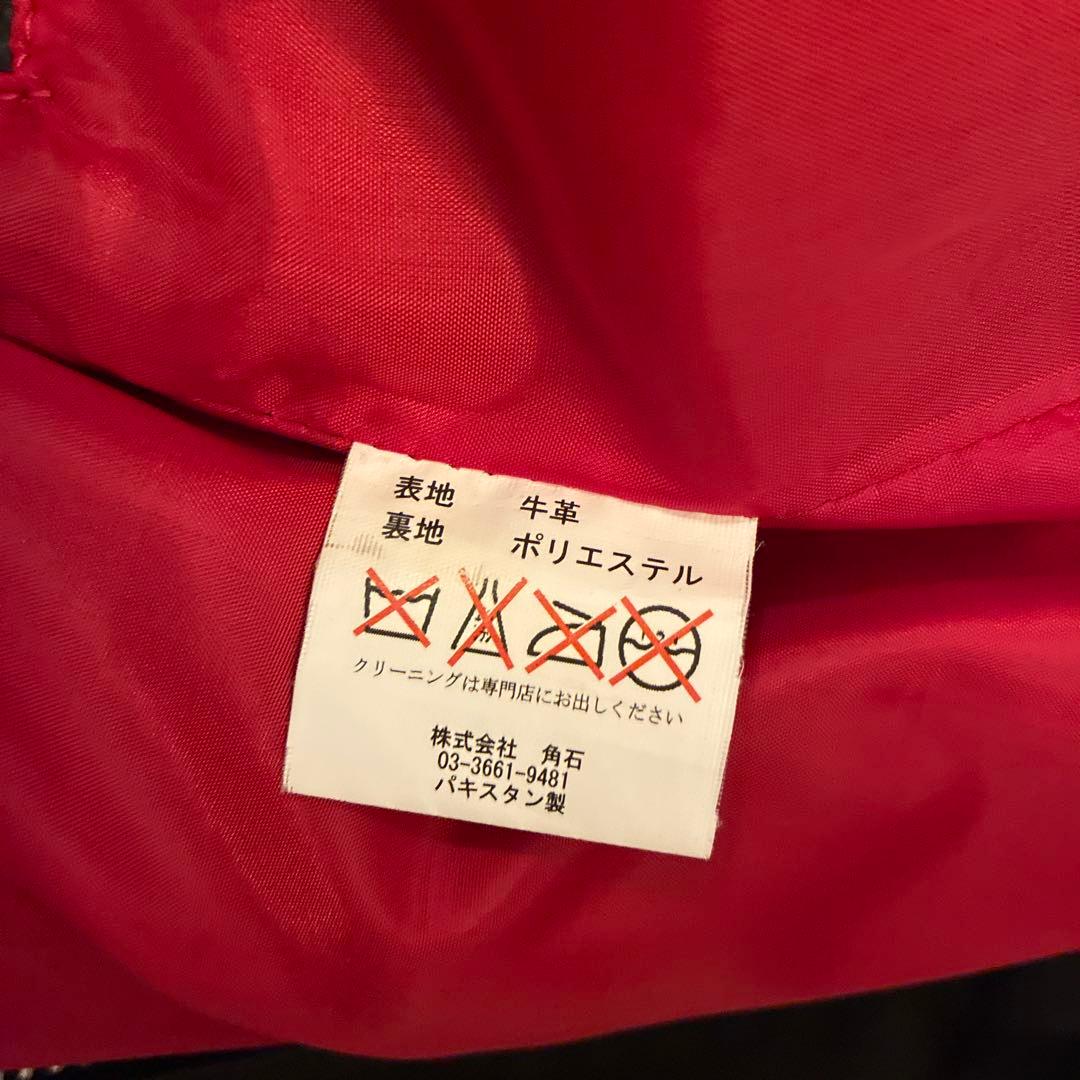 表地 牛革
裏地 ポリエステル
クリーニングは専門店にお出しください
株式会社 角石
03-3661-9481
パキスタン製